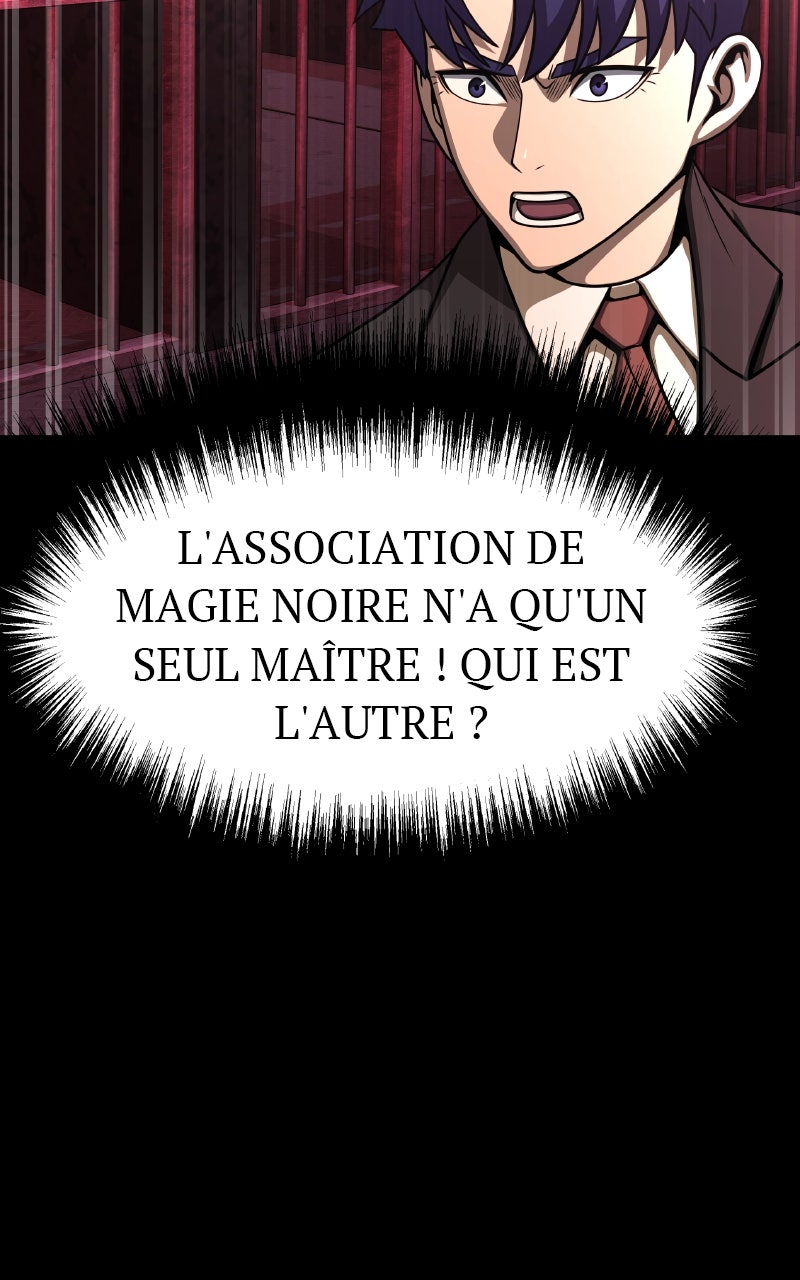 L'ASSOCIATION DE
MAGIE NOIRE N'A QU'UN
SEUL MAÎTRE ! QUI EST
L'AUTRE ?